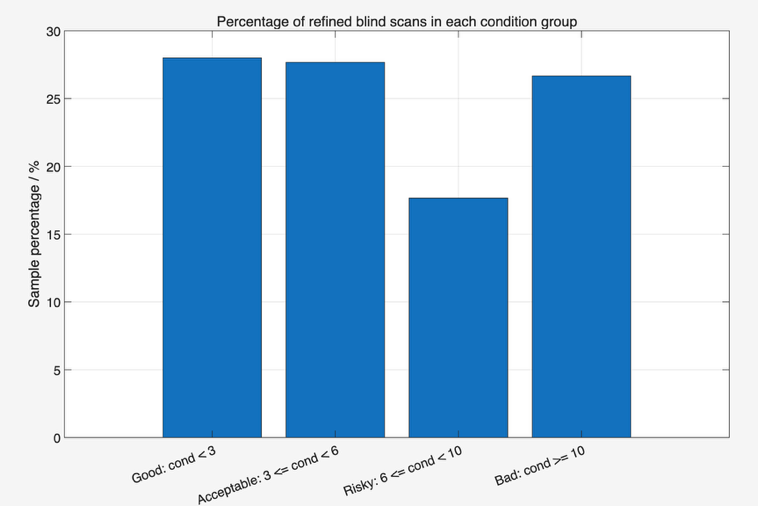 Percentage of refined blind scans in each condition group
Sample percentage / %
30
25
20
15
10
5
0
Good: cond < 3
Acceptable: 3 <= cond < 6
Risky: 6 <= cond < 10
Bad: cond >= 10